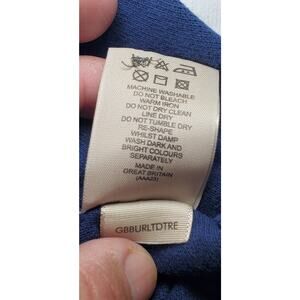 MACHINE WASHABLE
DO NOT BLEACH
WARM IRON
DO NOT DRY CLEAN
LINE DRY
DO NOT TUMBLE DRY
RE-SHAPE
WHILST DAMP
WASH DARK AND
BRIGHT COLOURS
SEPARATELY
MADE IN
GREAT BRITAIN
(AAA23)
GBBURLTDTRE